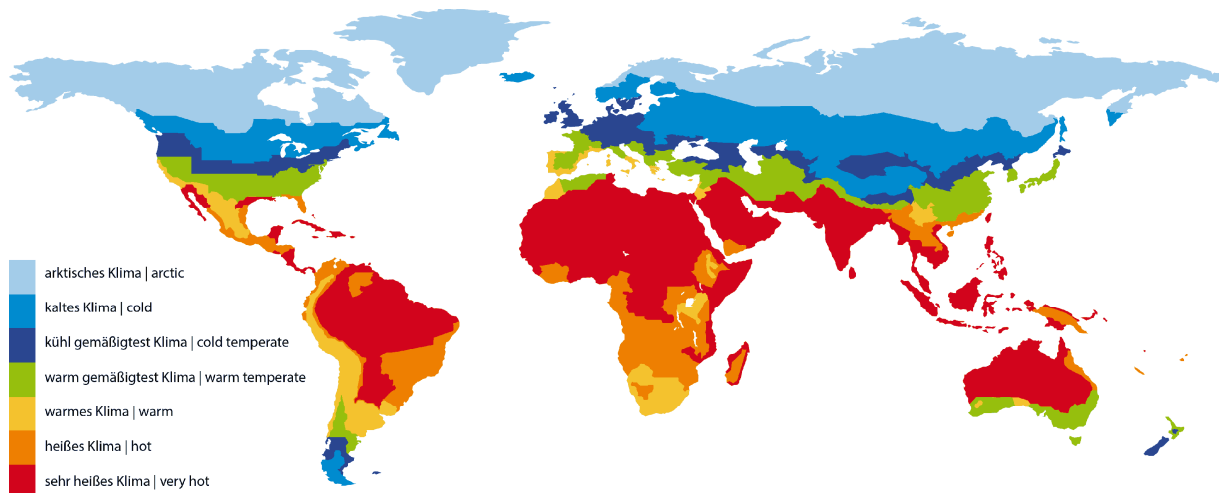 arktisches Klima | arctic
kaltes Klima | cold
kühl gemäßigtest Klima | cold temperate
warm gemäßigtest Klima | warm temperate
warmes Klima | warm
heißes Klima | hot
sehr heißes Klima | very hot